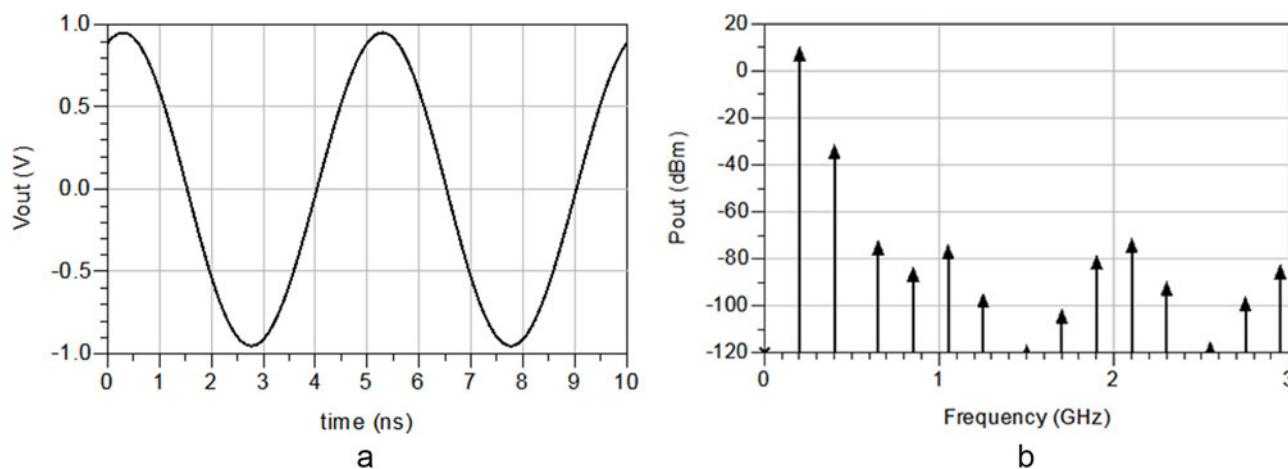 1.0
0.5
0.0
-0.5
-1.0
Vout (V)
0 1 2 3 4 5 6 7 8 9 10
time (ns)
a
20
0
-20
-40
-60
-80
-100
-120
Pout (dBm)
0 1 2 3
Frequency (GHz)
b